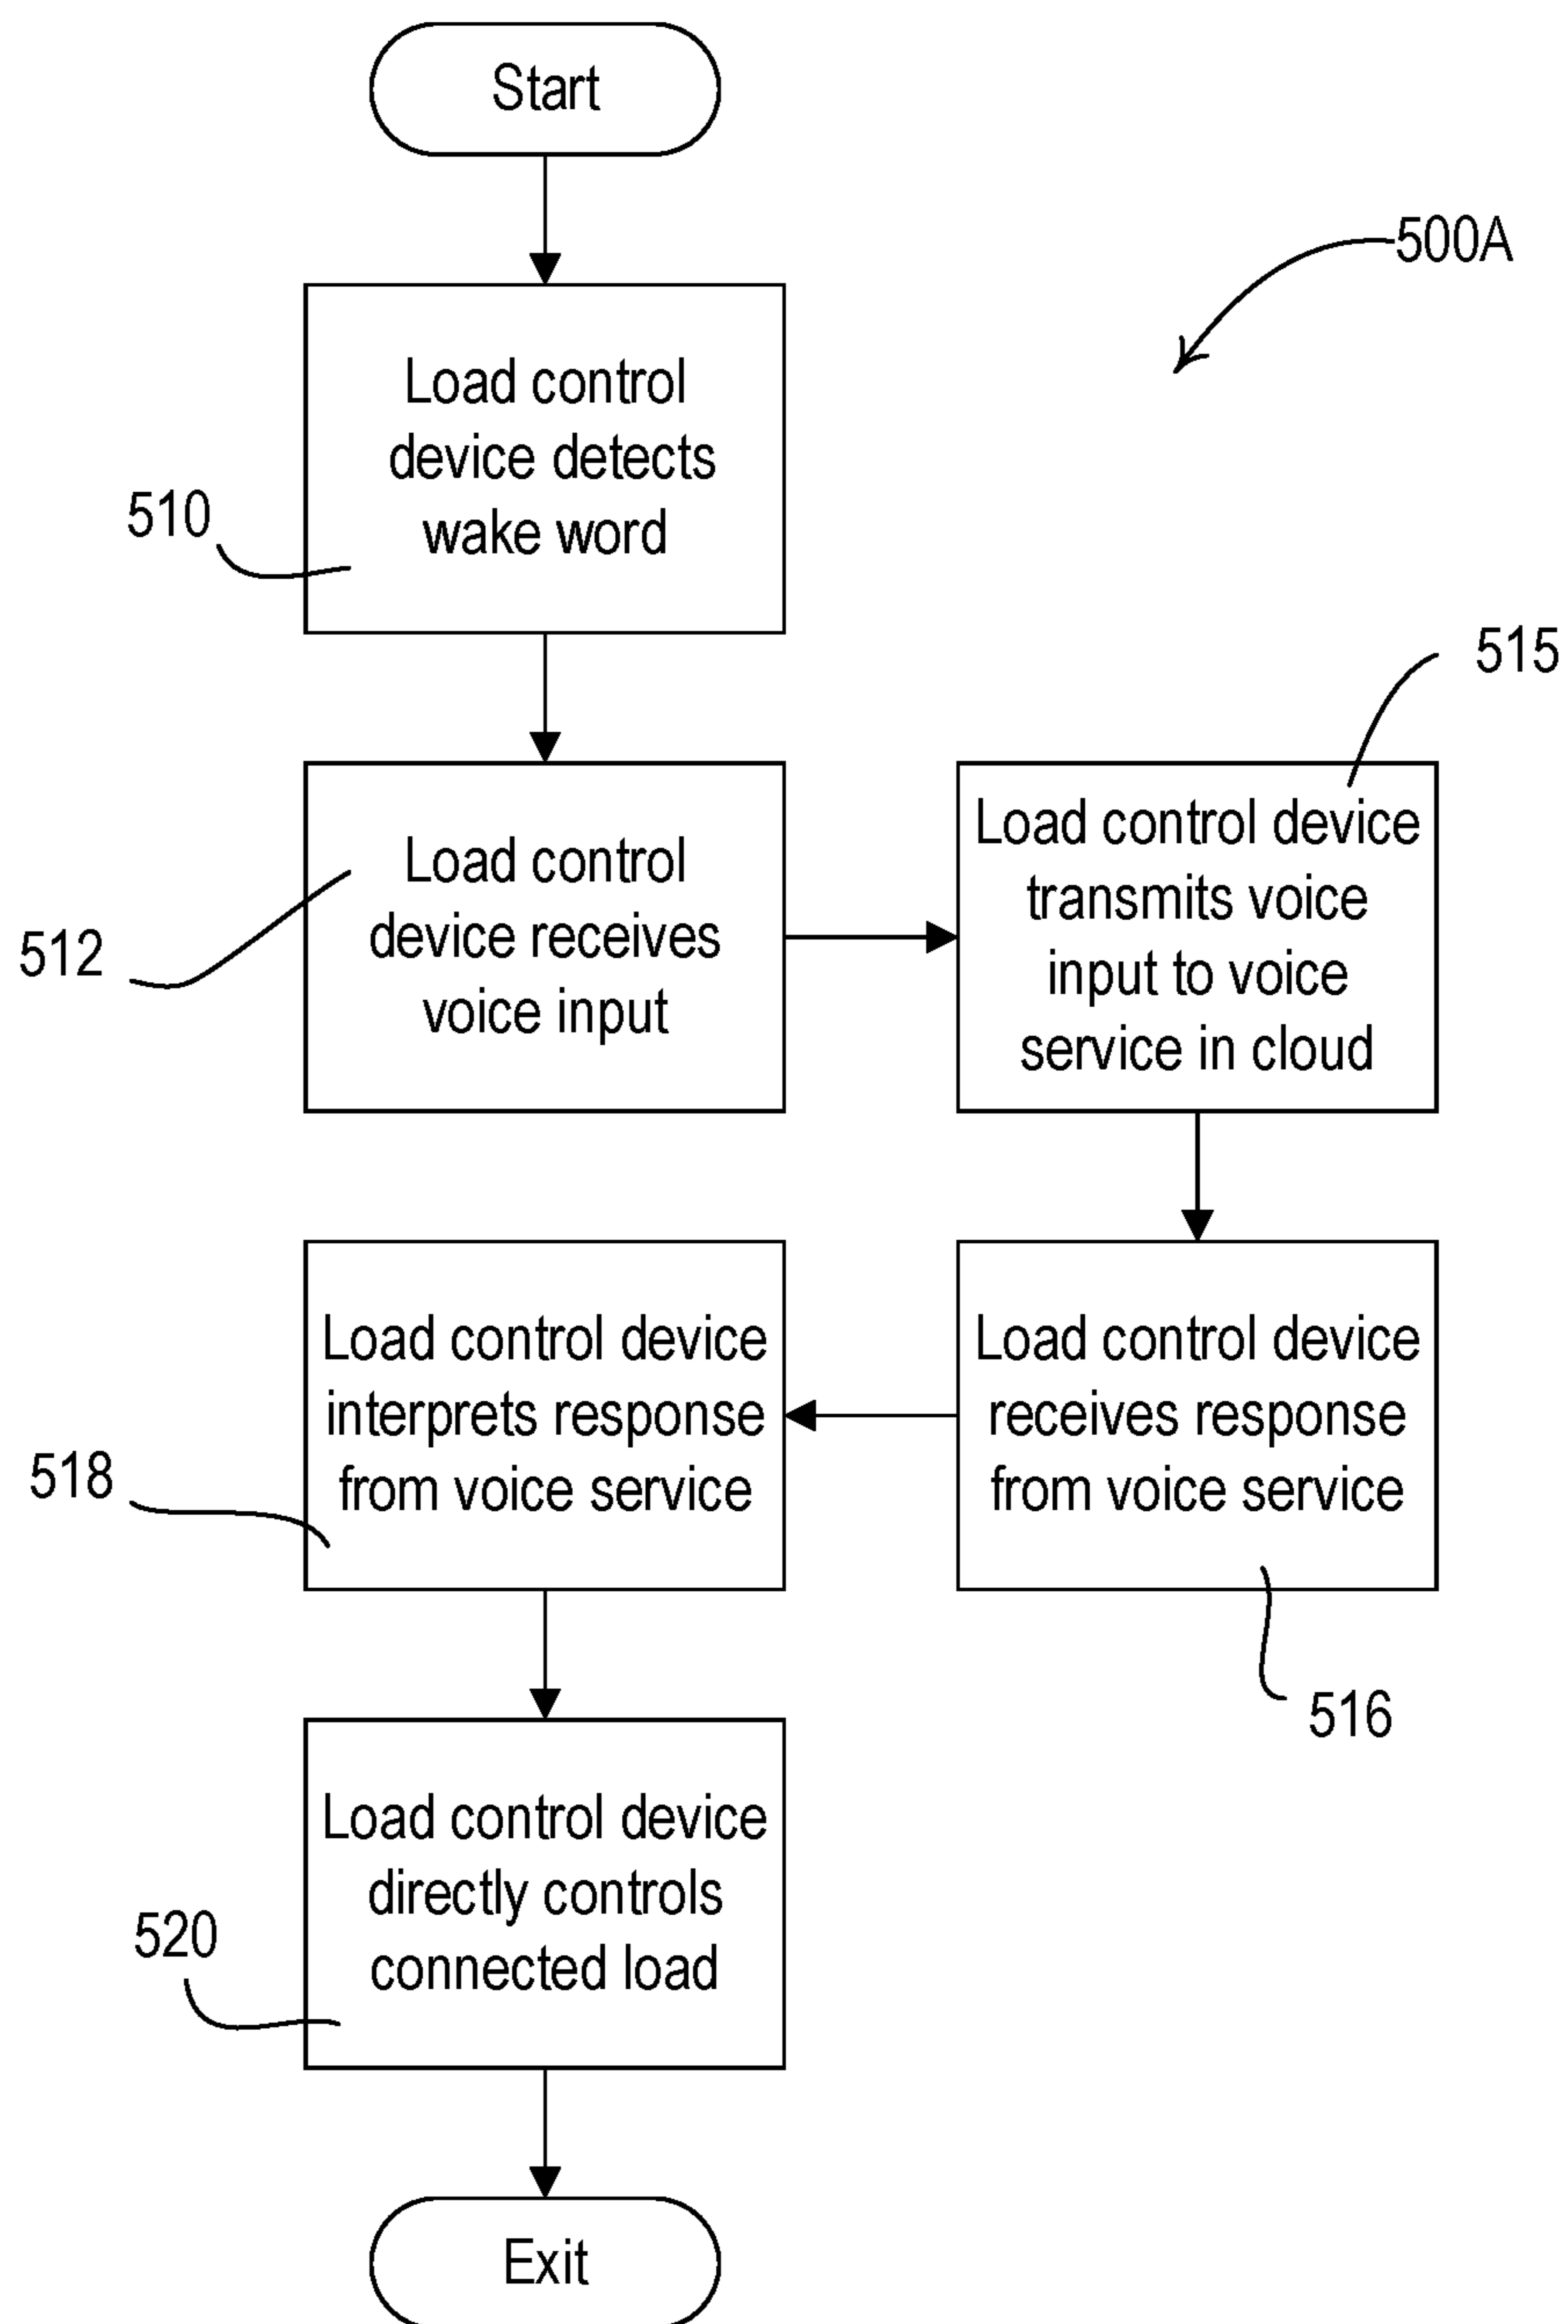 Start
500A
Load control
device detects
wake word
510
515
Load control
device receives
voice input
512
Load control device
transmits voice
input to voice
service in cloud
Load control device
receives response
from voice service
516
Load control device
interprets response
from voice service
518
Load control device
directly controls
connected load
520
Exit